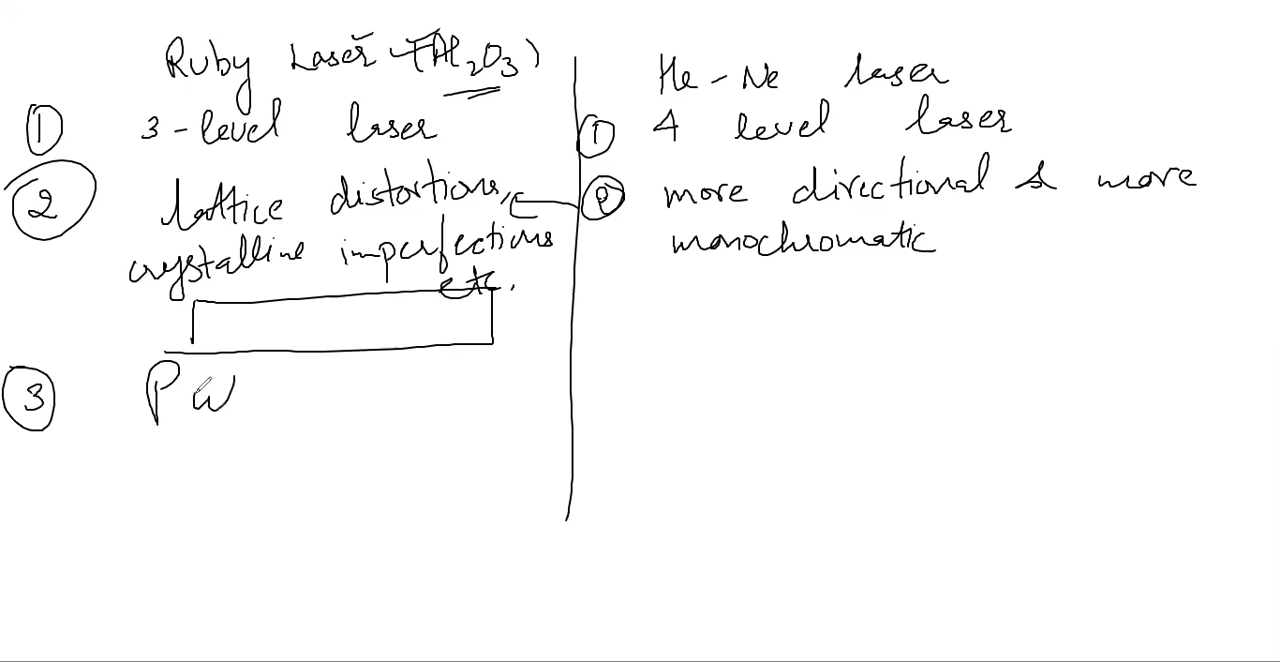 Ruby Laser (Al2O3)
① 3-level laser
② lattice distortions,
crystalline imperfections
etc.
③ P
He-Ne laser
① 4 level laser
② more directional & more
monochromatic